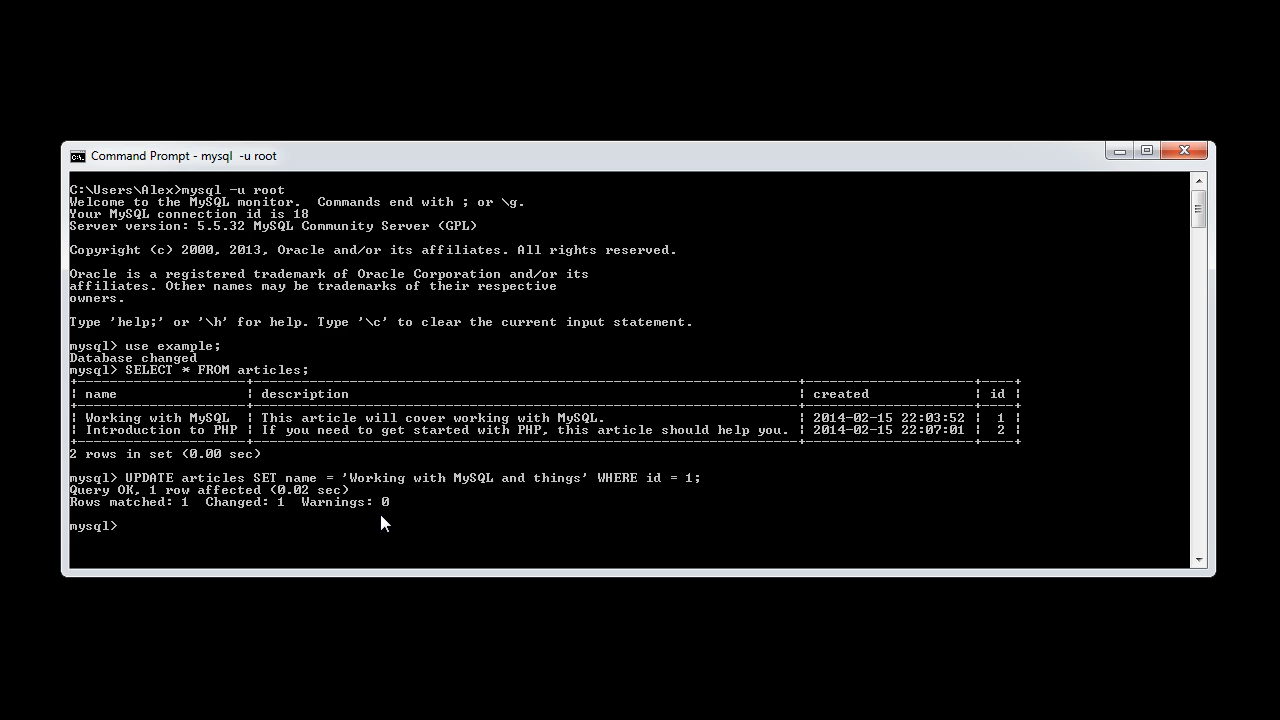 Command Prompt - mysql  -u root
C:\Users\Alex>mysql -u root
Welcome to the MySQL monitor.  Commands end with ; or \g.
Your MySQL connection id is 18
Server version: 5.5.32 MySQL Community Server (GPL)
Copyright (c) 2000, 2013, Oracle and/or its affiliates. All rights reserved.
Oracle is a registered trademark of Oracle Corporation and/or its
affiliates. Other names may be trademarks of their respective
owners.
Type 'help;' or '\h' for help. Type '\c' to clear the current input statement.
mysql> use example;
Database changed
mysql> SELECT * FROM articles;
+---------------------+--------------------------------------------------------------------+---------------------+----+
| name                | description                                                        | created             | id |
+---------------------+--------------------------------------------------------------------+---------------------+----+
| Working with MySQL  | This article will cover working with MySQL.                        | 2014-02-15 22:03:52 |  1 |
| Introduction to PHP | If you need to get started with PHP, this article should help you. | 2014-02-15 22:07:01 |  2 |
+---------------------+--------------------------------------------------------------------+---------------------+----+
2 rows in set (0.00 sec)
mysql> UPDATE articles SET name = 'Working with MySQL and things' WHERE id = 1;
Query OK, 1 row affected (0.02 sec)
Rows matched: 1  Changed: 1  Warnings: 0
mysql>